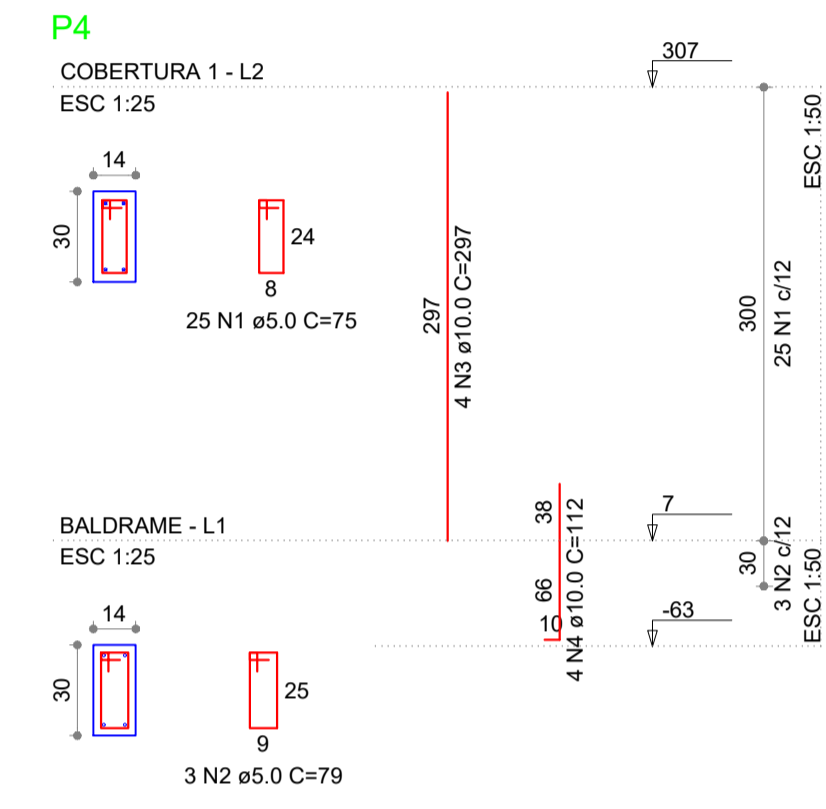 P4
COBERTURA 1 - L2
ESC 1:25
307
ESC 1:50
14
30
24
8
25 N1 ø5.0 C=75
297
4 N3 ø10.0 C=297
300
25 N1 c/12
BALDRAME - L1
ESC 1:25
38
66
10
4 N4 ø10.0 C=112
7
30
3 N2 c/12
ESC 1:50
-63
14
30
25
9
3 N2 ø5.0 C=79